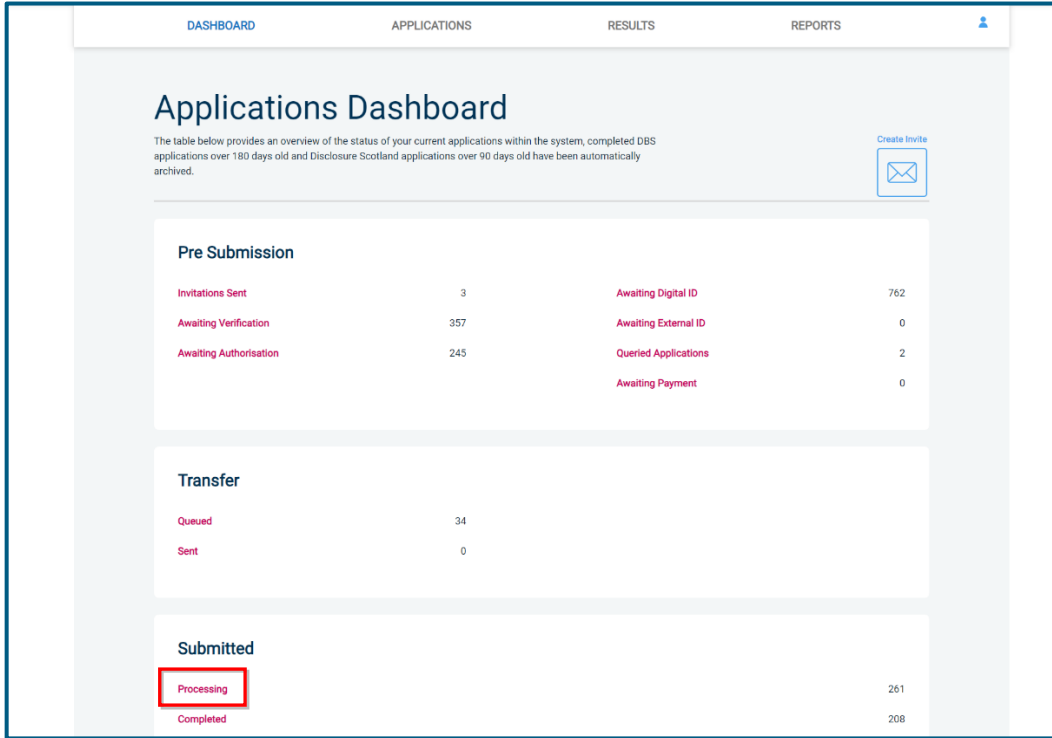 DASHBOARD APPLICATIONS RESULTS REPORTS
Applications Dashboard
The table below provides an overview of the status of your current applications within the system, completed DBS
applications over 180 days old and Disclosure Scotland applications over 90 days old have been automatically
archived.
Create Invite
Pre Submission
Invitations Sent 3 Awaiting Digital ID 762
Awaiting Verification 357 Awaiting External ID 0
Awaiting Authorisation 245 Queried Applications 2
Awaiting Payment 0
Transfer
Queued 34
Sent 0
Submitted
Processing 261
Completed 208